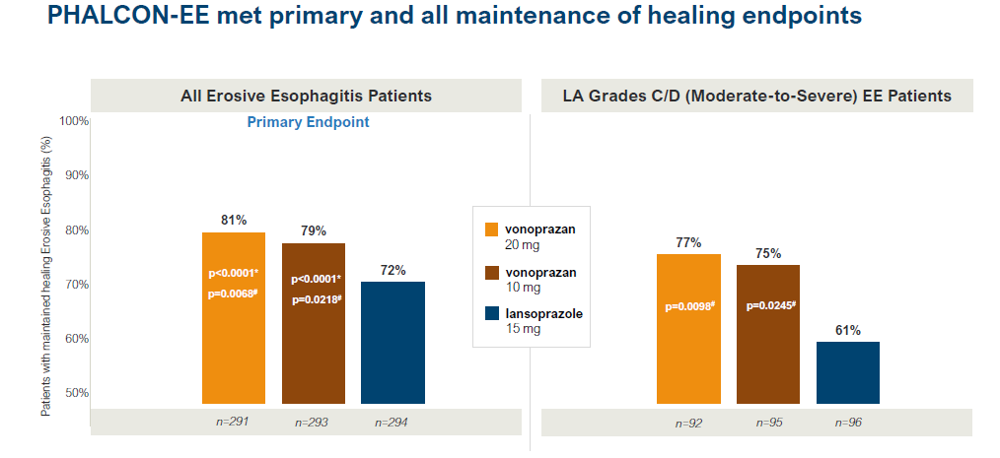 PHALCON-EE met primary and all maintenance of healing endpoints
All Erosive Esophagitis Patients
Primary Endpoint
Patients with maintained healing Erosive Esophagitis (%)
100%
90%
80%
70%
60%
50%
81%
p<0.0001*
p=0.0068#
79%
p<0.0001*
p=0.0218#
72%
n=291
n=293
n=294
vonoprazan
20 mg
vonoprazan
10 mg
lansoprazole
15 mg
LA Grades C/D (Moderate-to-Severe) EE Patients
77%
p=0.0098#
75%
p=0.0245#
61%
n=92
n=95
n=96